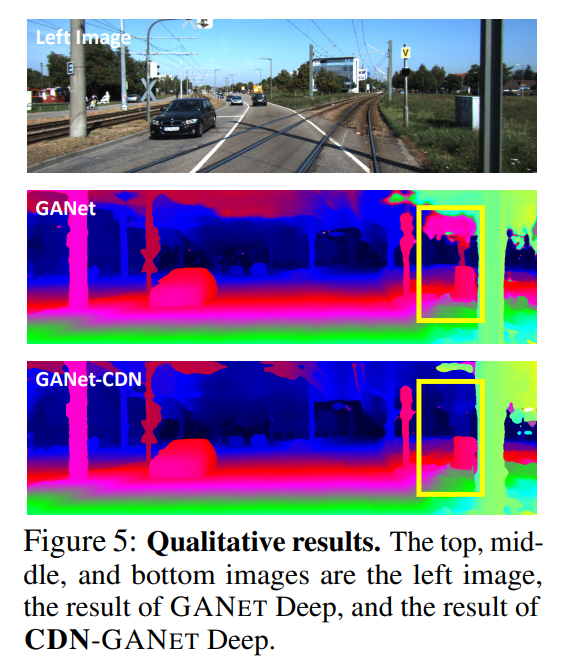 Left Image
E
V
GANet
GANet-CDN
Figure 5: Qualitative results. The top, mid-
dle, and bottom images are the left image,
the result of GANET Deep, and the result of
CDN-GANET Deep.